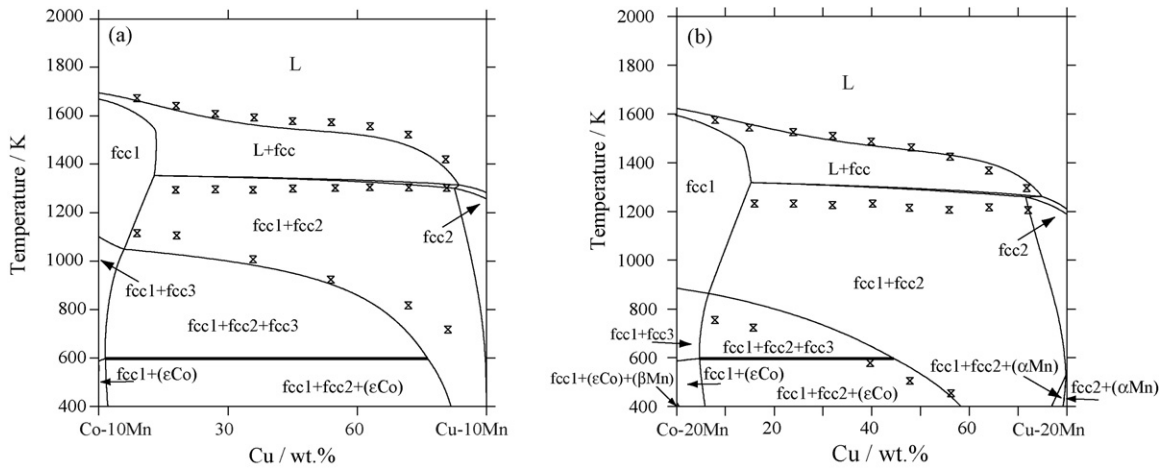 2000
(a)
1800
L
1600
fcc1
L+fcc
1400
1200
fcc1+fcc2
fcc2
1000
fcc1+fcc3
800
fcc1+fcc2+fcc3
600
fcc1+(εCo)
fcc1+fcc2+(εCo)
400
Co-10Mn
30
60
Cu-10Mn
Cu / wt.%
Temperature / K
2000
(b)
1800
L
1600
L+fcc
1400
fcc1
1200
fcc2
1000
fcc1+fcc2
800
fcc1+fcc3
fcc1+fcc2+fcc3
600
fcc1+(εCo)
fcc1+fcc2+(αMn)
fcc1+(εCo)+(βMn)
fcc1+fcc2+(εCo)
fcc2+(αMn)
400
Co-20Mn
20
40
60
Cu-20Mn
Cu / wt.%
Temperature / K